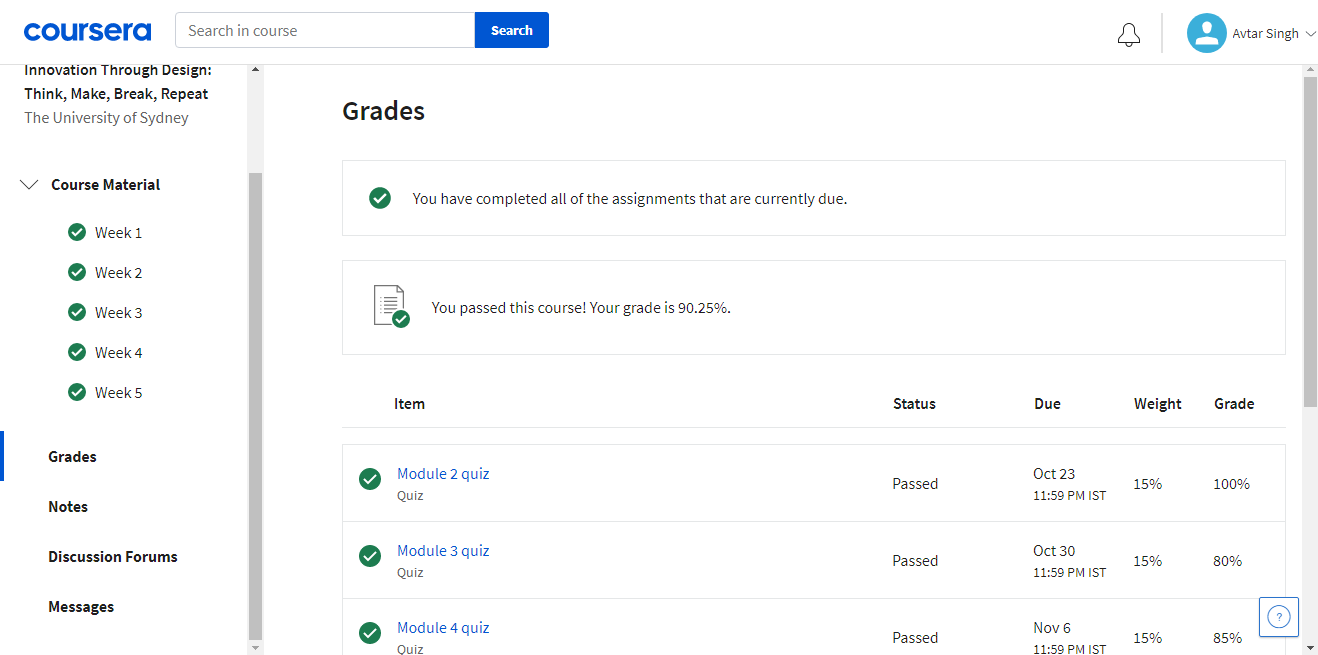 coursera
Search in course
Search
Avtar Singh
Innovation Through Design:
Think, Make, Break, Repeat
The University of Sydney
Course Material
Week 1
Week 2
Week 3
Week 4
Week 5
Grades
Notes
Discussion Forums
Messages
Grades
You have completed all of the assignments that are currently due.
You passed this course! Your grade is 90.25%.
Item Status Due Weight Grade
Module 2 quiz
Quiz
Passed
Oct 23
11:59 PM IST
15%
100%
Module 3 quiz
Quiz
Passed
Oct 30
11:59 PM IST
15%
80%
Module 4 quiz
Quiz
Passed
Nov 6
11:59 PM IST
15%
85%
?